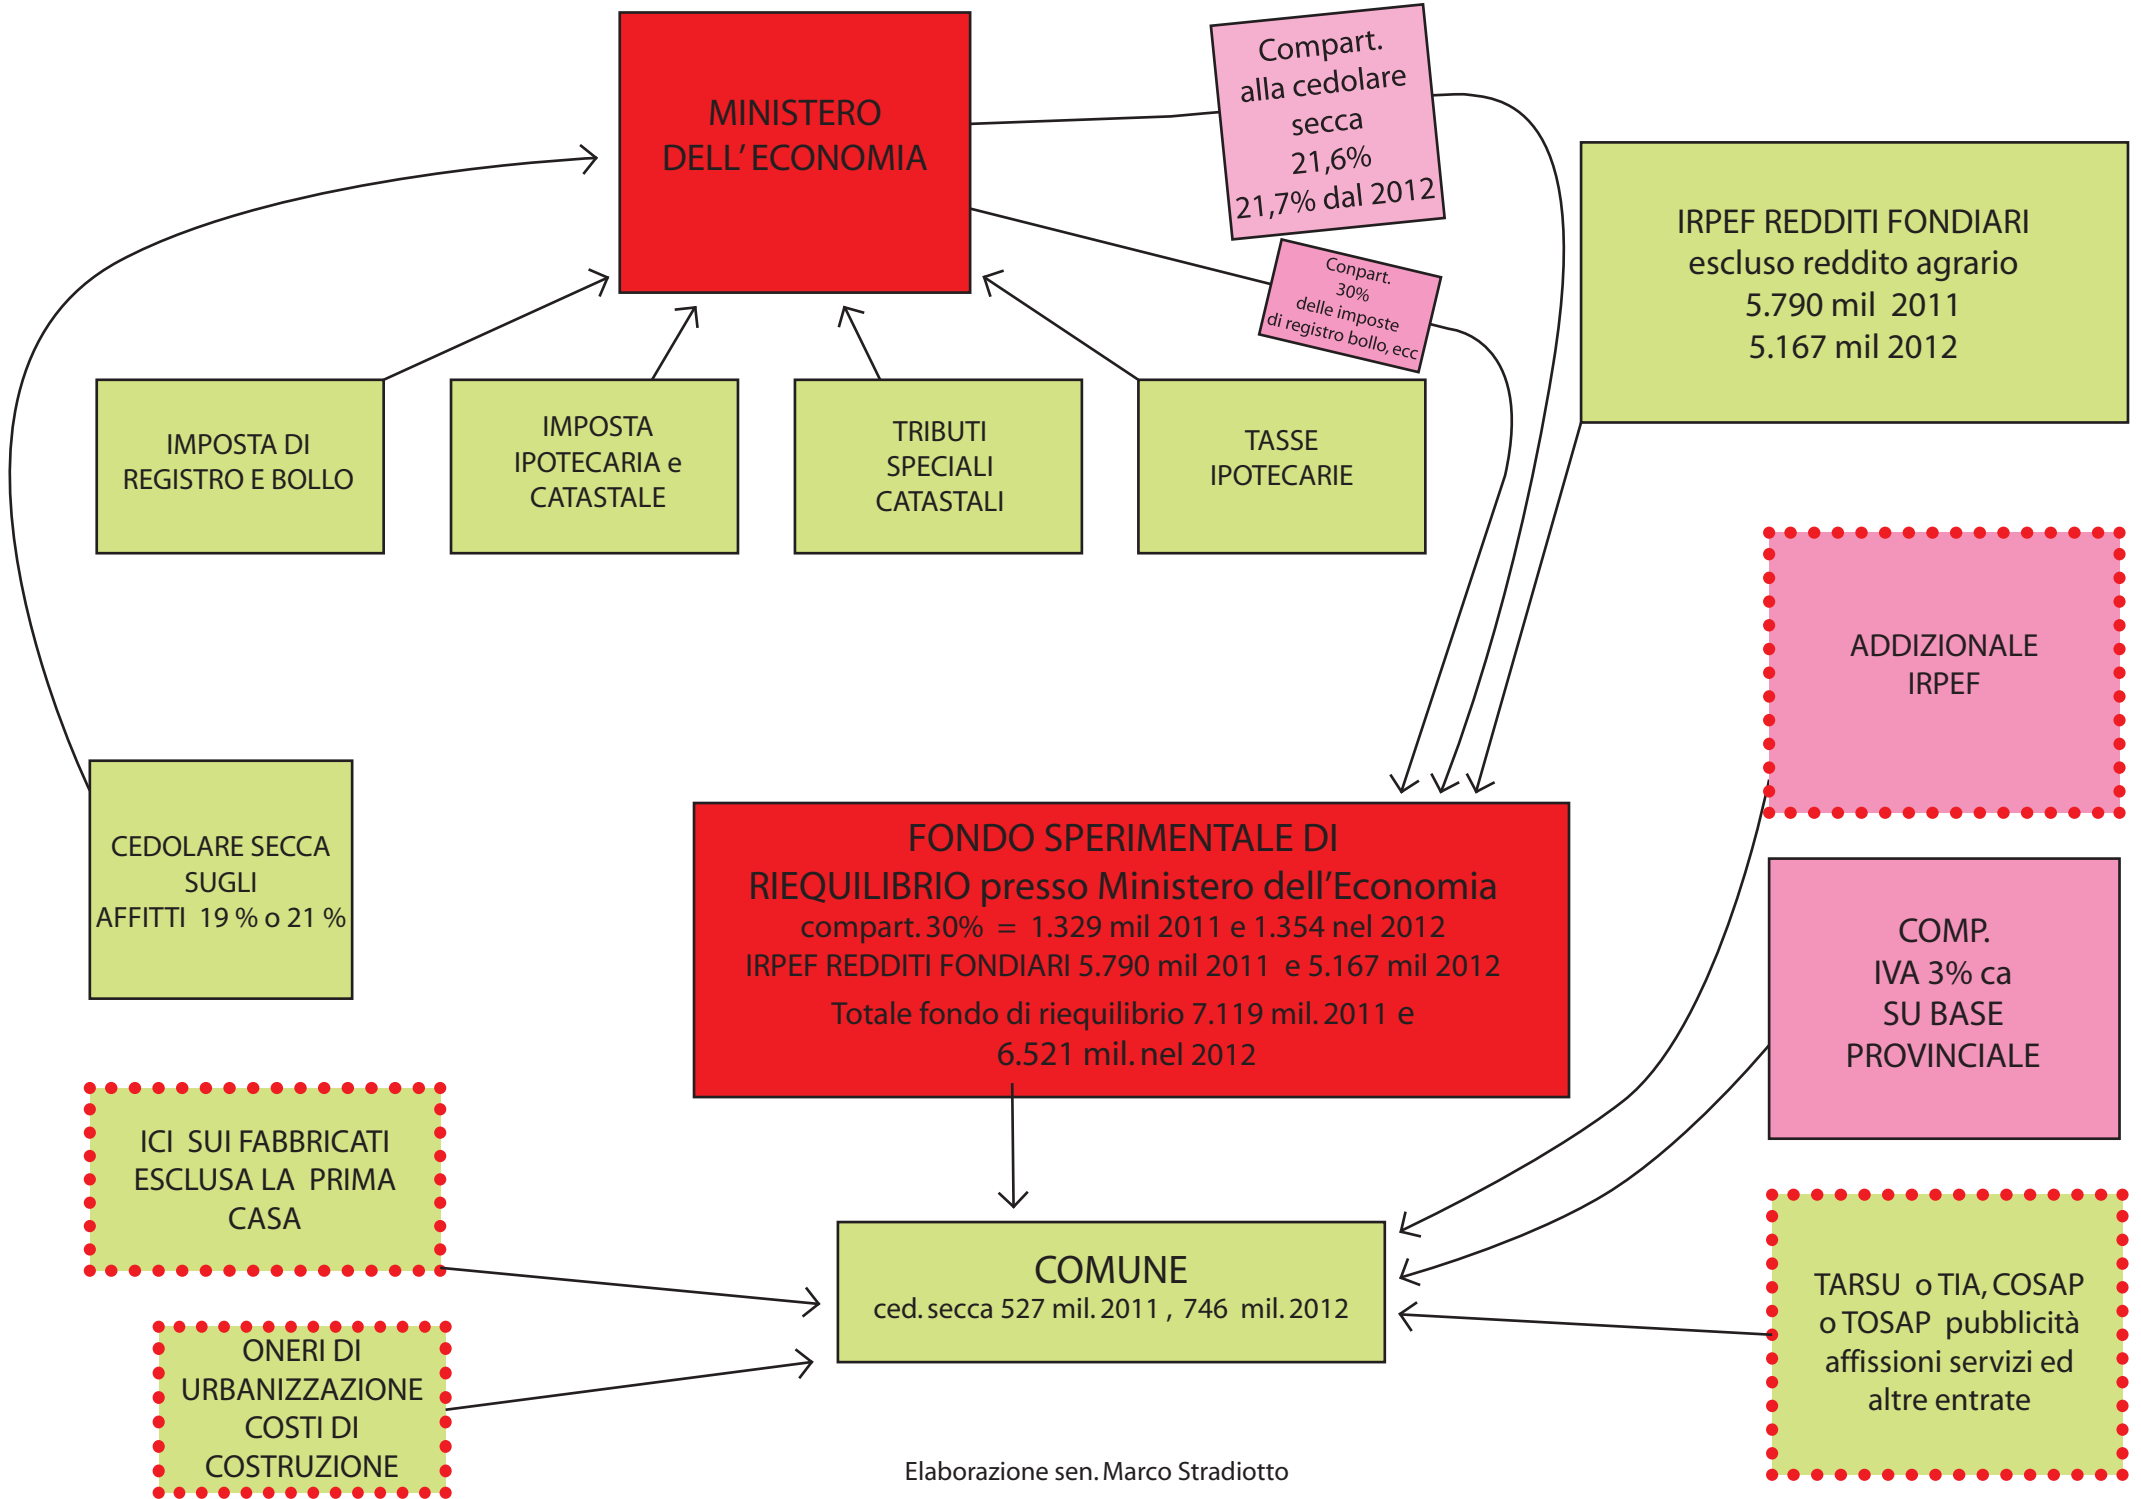 MINISTERO
DELL' ECONOMIA
Compart.
alla cedolare
secca
21,6%
21,7% dal 2012
Conpart.
30%
delle imposte
di registro bollo, ecc
IRPEF REDDITI FONDIARI
escluso reddito agrario
5.790 mil 2011
5.167 mil 2012
IMPOSTA DI
REGISTRO E BOLLO
IMPOSTA
IPOTECARIA e
CATASTALE
TRIBUTI
SPECIALI
CATASTALI
TASSE
IPOTECARIE
ADDIZIONALE
IRPEF
CEDOLARE SECCA
SUGLI
AFFITTI 19 % o 21 %
FONDO SPERIMENTALE DI
RIEQUILIBRIO presso Ministero dell'Economia
compart. 30% = 1.329 mil 2011 e 1.354 nel 2012
IRPEF REDDITI FONDIARI 5.790 mil 2011 e 5.167 mil 2012
Totale fondo di riequilibrio 7.119 mil. 2011 e
6.521 mil. nel 2012
COMP.
IVA 3% ca
SU BASE
PROVINCIALE
ICI SUI FABBRICATI
ESCLUSA LA PRIMA
CASA
COMUNE
ced. secca 527 mil. 2011 , 746 mil. 2012
TARSU o TIA, COSAP
o TOSAP pubblicità
affissioni servizi ed
altre entrate
ONERI DI
URBANIZZAZIONE
COSTI DI
COSTRUZIONE
Elaborazione sen. Marco Stradiotto